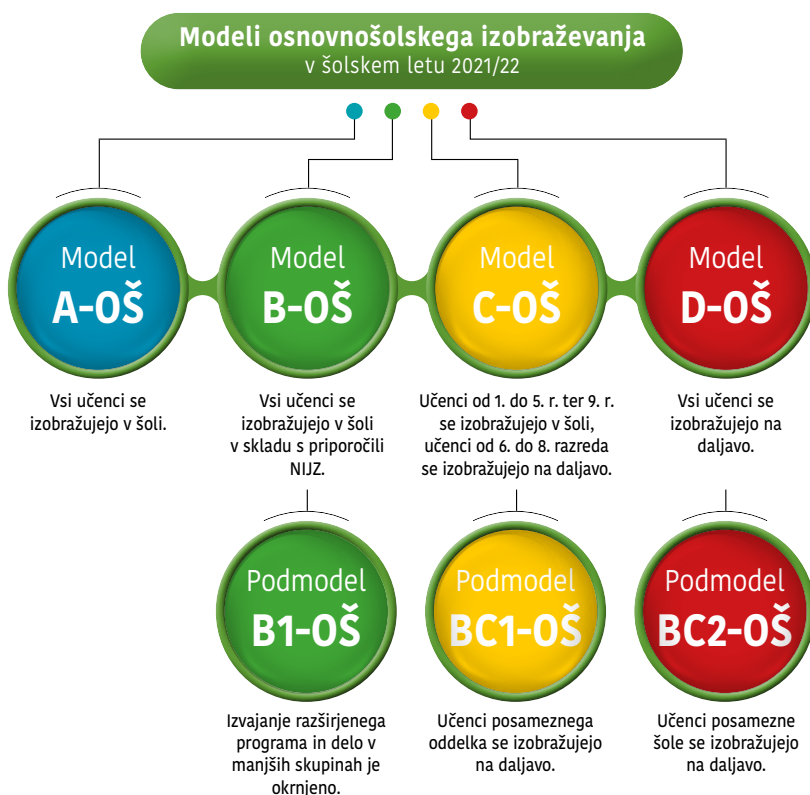 Modeli osnovnošolskega izobraževanja
v šolskem letu 2021/22
Model
A-OŠ
Vsi učenci se
izobražujejo v šoli.
Model
B-OŠ
Vsi učenci se
izobražujejo v šoli
v skladu s priporočili
NIJZ.
Model
C-OŠ
Učenci od 1. do 5. r. ter 9. r.
se izobražujejo v šoli,
učenci od 6. do 8. razreda
se izobražujejo na daljavo.
Model
D-OŠ
Vsi učenci se
izobražujejo na
daljavo.
Podmodel
B1-OŠ
Izvajanje razširjenega
programa in delo v
manjših skupinah je
okrnjeno.
Podmodel
BC1-OŠ
Učenci posameznega
oddelka se izobražujejo
na daljavo.
Podmodel
BC2-OŠ
Učenci posamezne
šole se izobražujejo
na daljavo.